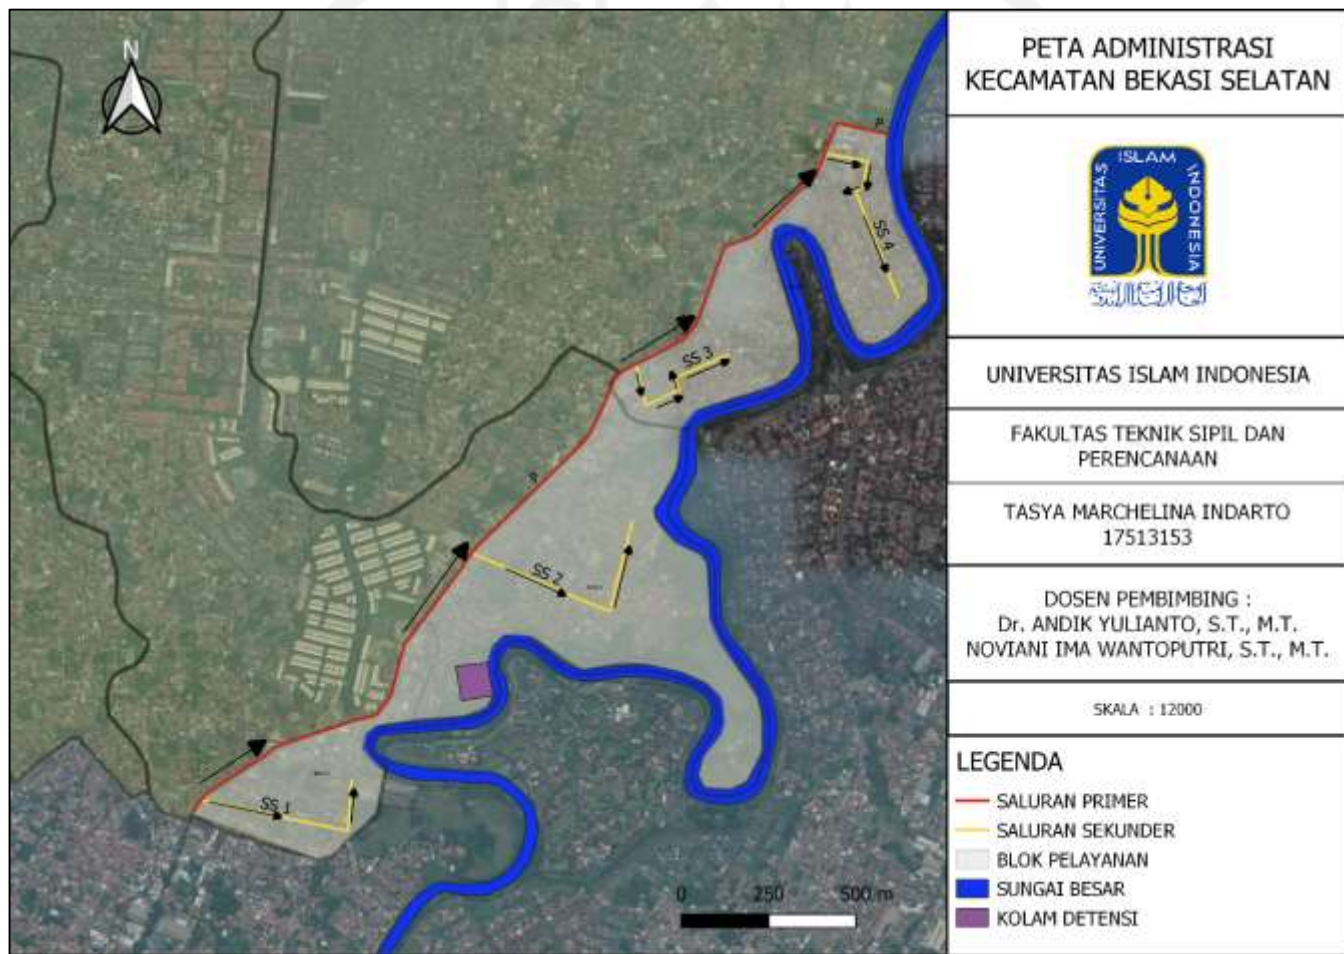 N
P
SS 4
SS 3
P
SS 2
SS 1
0 250 500 m
PETA ADMINISTRASI
KECAMATAN BEKASI SELATAN
UNIVERSITAS ISLAM INDONESIA
UNIVERSITAS ISLAM INDONESIA
FAKULTAS TEKNIK SIPIL DAN
PERENCANAAN
TASYA MARCHELINA INDARTO
17513153
DOSEN PEMBIMBING :
Dr. ANDIK YULIANTO, S.T., M.T.
NOVIANI IMA WANTOPUTRI, S.T., M.T.
SKALA : 12000
LEGENDA
SALURAN PRIMER
SALURAN SEKUNDER
BLOK PELAYANAN
SUNGAI BESAR
KOLAM DETENSI